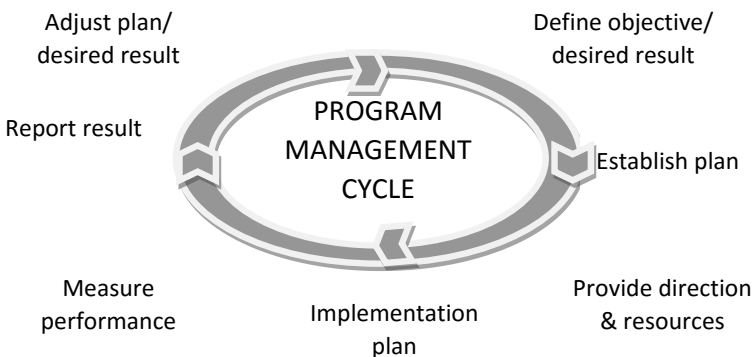 Adjust plan/
desired result
Define objective/
desired result
Report result
PROGRAM
MANAGEMENT
CYCLE
Establish plan
Measure
performance
Implementation
plan
Provide direction
& resources